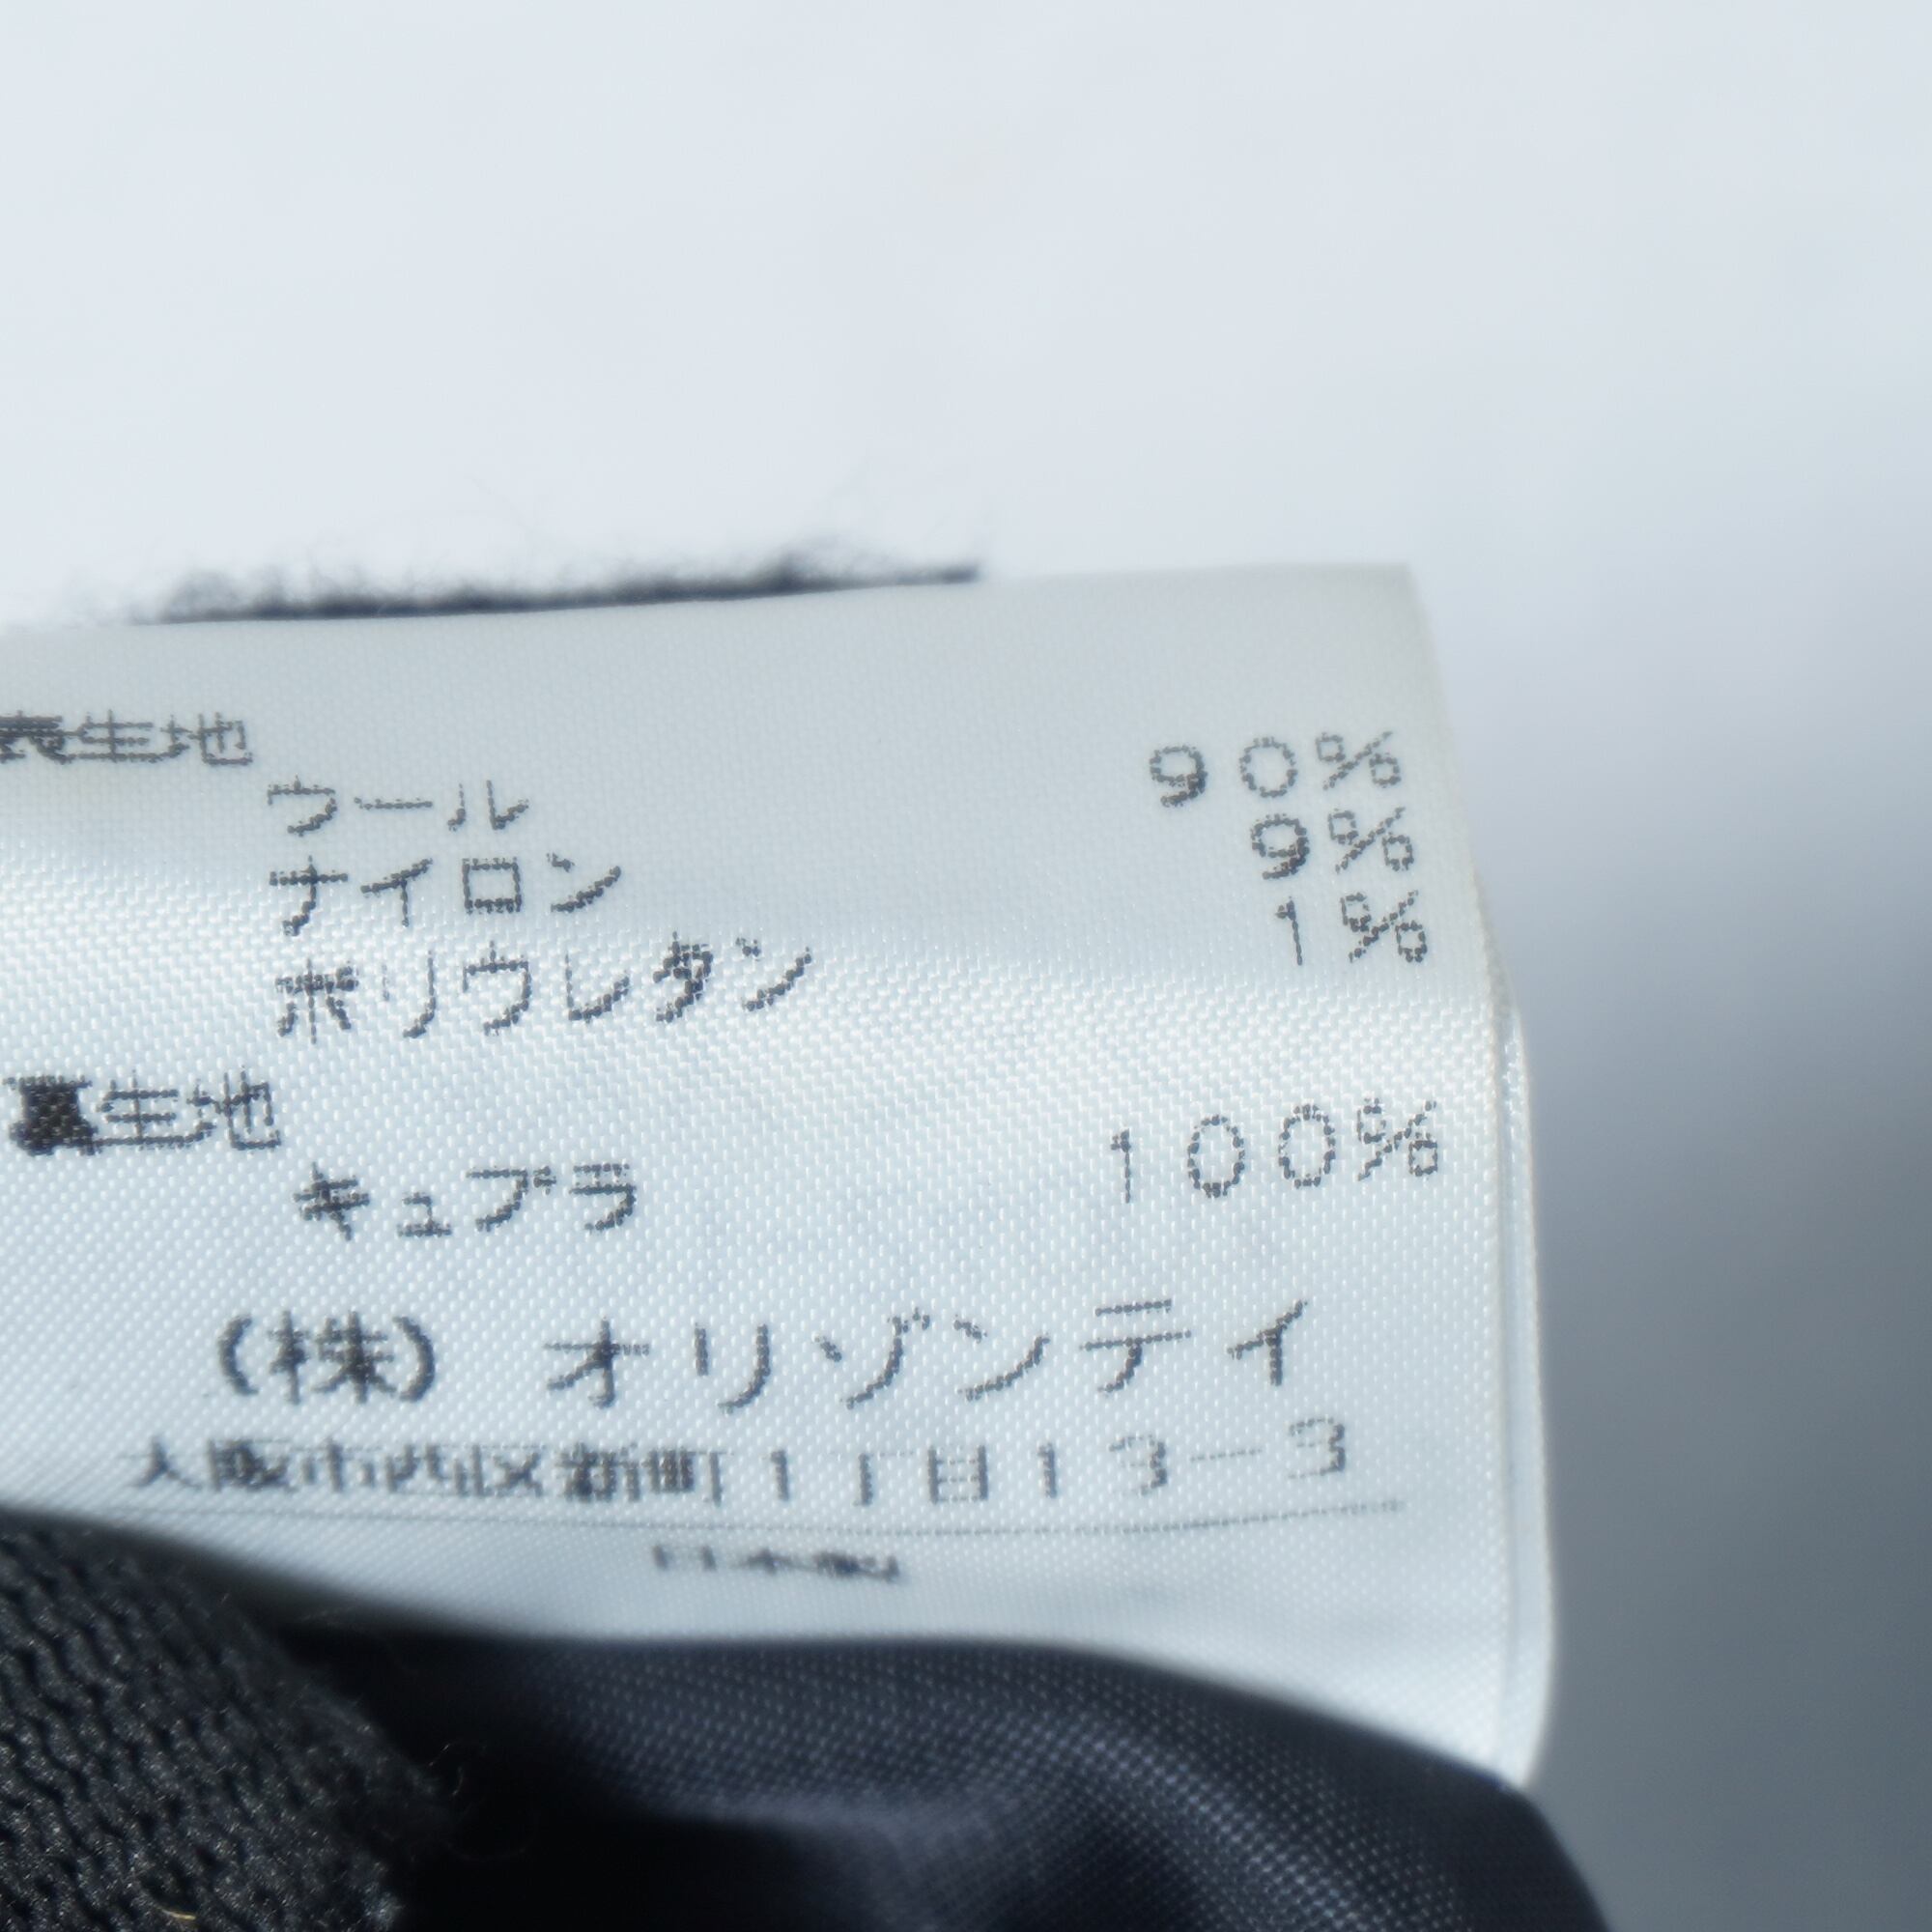 表生地
ウール 90%
ナイロン 9%
ポリウレタン 1%
裏生地
キュプラ 100%
(株) オリゾンティ
大阪市西区新町1丁目13-3
日本製